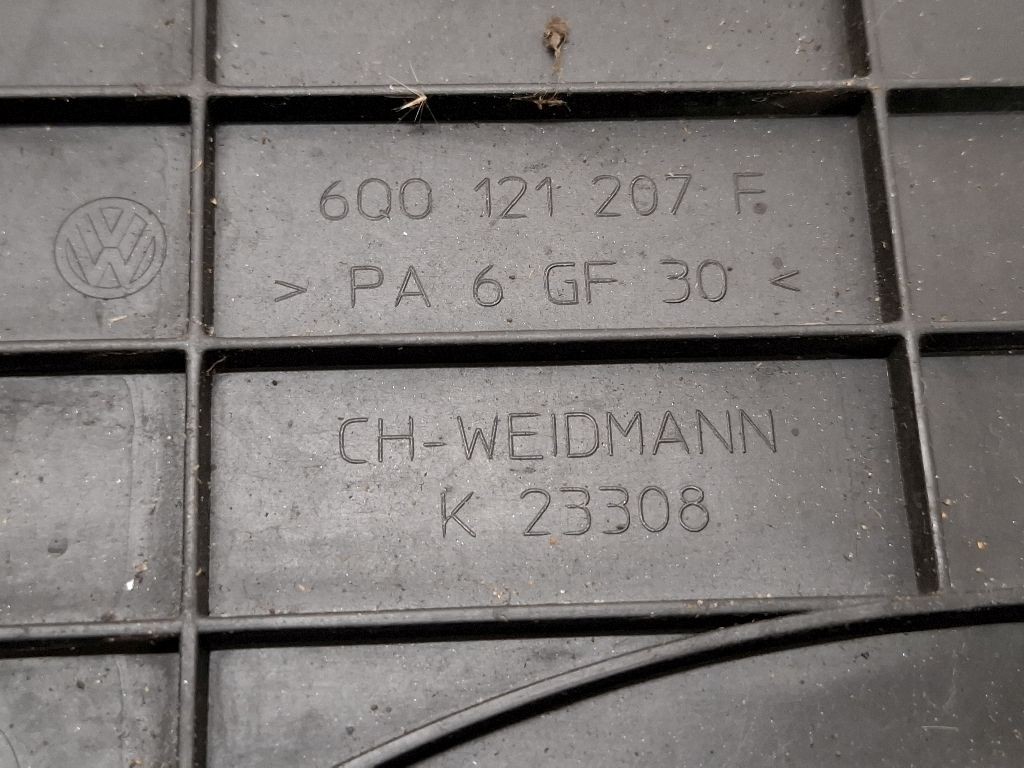 6Q0 121 207 F
> PA 6 GF 30 <
CH-WEIDMANN
K 23308